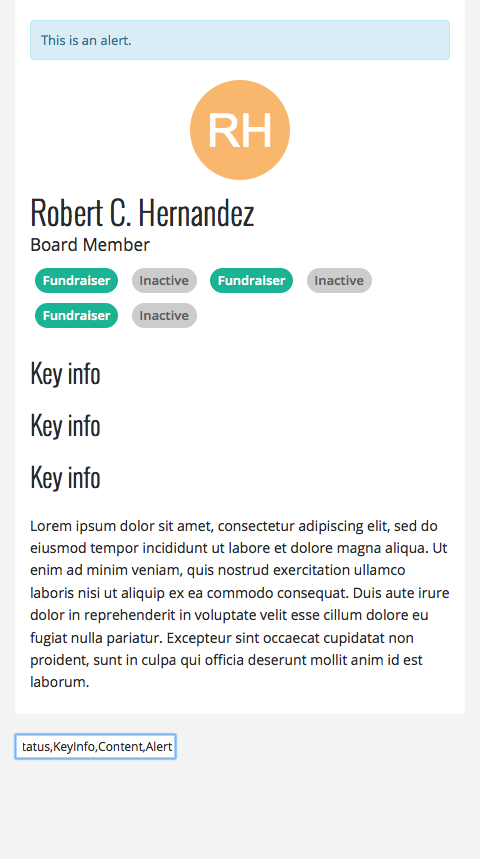 This is an alert.
RH
Robert C. Hernandez
Board Member
Fundraiser Inactive Fundraiser Inactive
Fundraiser Inactive
Key info
Key info
Key info
Lorem ipsum dolor sit amet, consectetur adipiscing elit, sed do
eiusmod tempor incididunt ut labore et dolore magna aliqua. Ut
enim ad minim veniam, quis nostrud exercitation ullamco
laboris nisi ut aliquip ex ea commodo consequat. Duis aute irure
dolor in reprehenderit in voluptate velit esse cillum dolore eu
fugiat nulla pariatur. Excepteur sint occaecat cupidatat non
proident, sunt in culpa qui officia deserunt mollit anim id est
laborum.
tatus,KeyInfo,Content,Alert